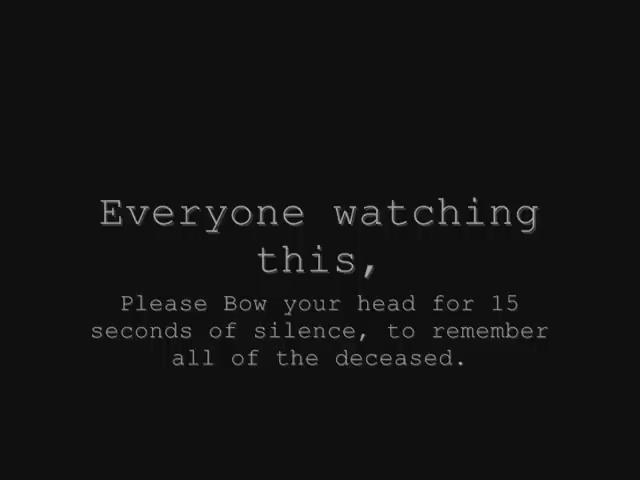 Everyone watching
this,
Please Bow your head for 15
seconds of silence, to remember
all of the deceased.